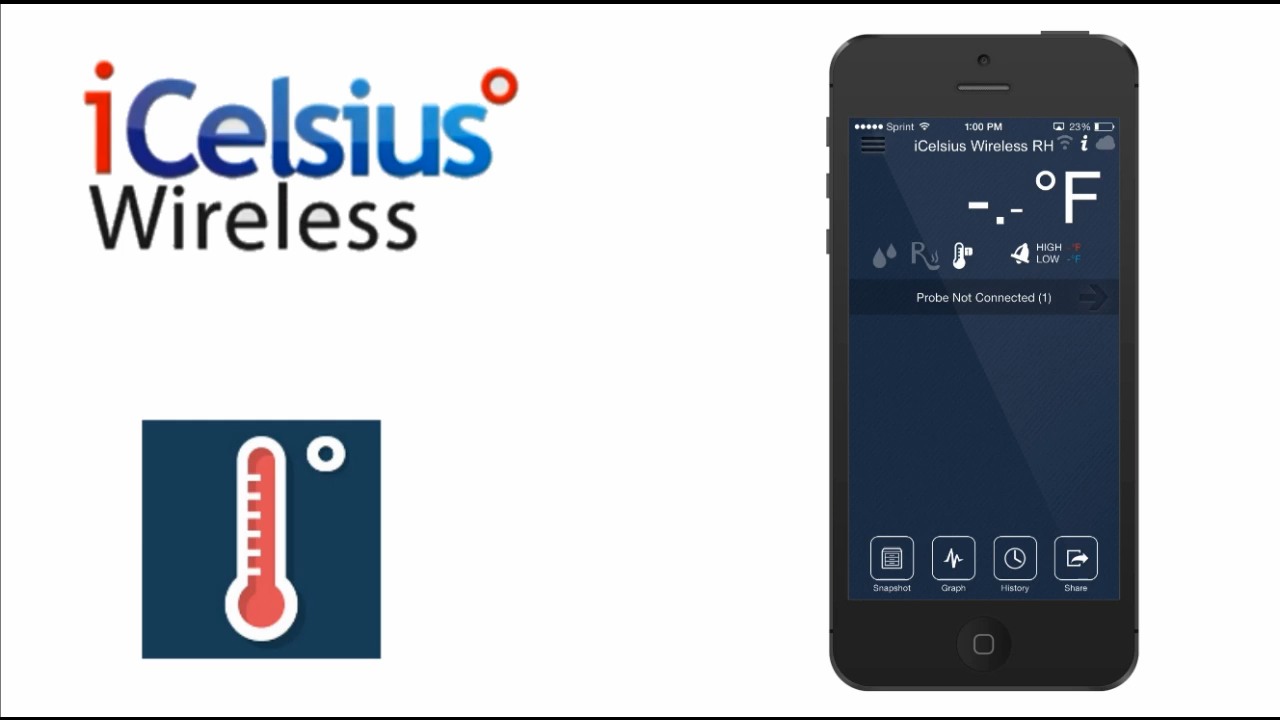 iCelsius°
Wireless
Sprint 1:00 PM 23%
iCelsius Wireless RH i
-.- °F
HIGH - °F
LOW - °F
Probe Not Connected (1)
Snapshot Graph History Share